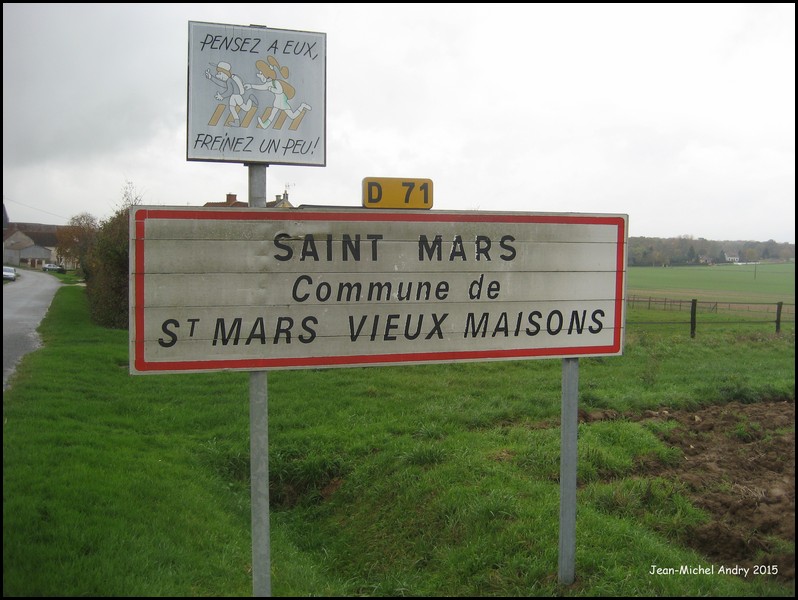 PENSEZ A EUX,
FREINEZ UN PEU!
D 71
SAINT MARS
Commune de
ST MARS VIEUX MAISONS
Jean-Michel Andry 2015